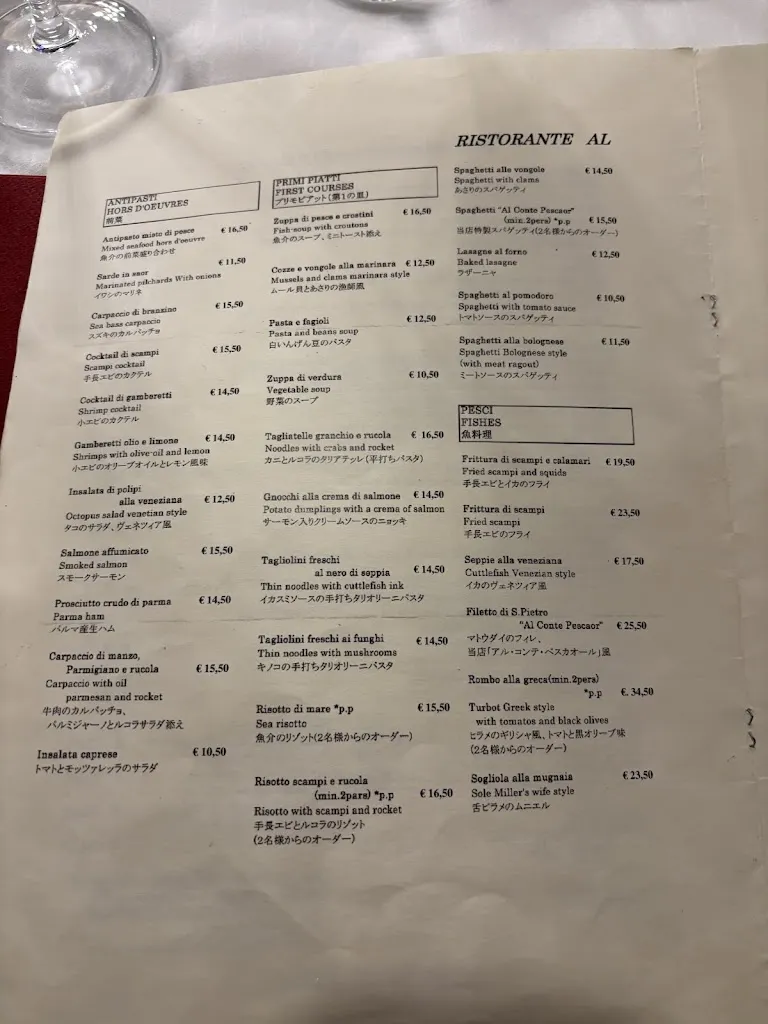 RISTORANTE AL
ANTIPASTI
HORS D'OEUVRES
前菜
Antipasto misto di pesce € 16,50
Mixed seafood hors d'oeuvre
魚介の前菜盛り合わせ
Sarde in saor € 11,50
Marinated pilchards With onions
イワシのマリネ
Carpaccio di branzino € 15,50
Sea bass carpaccio
スズキのカルパッチョ
Cocktail di scampi € 15,50
Scampi cocktail
手長エビのカクテル
Cocktail di gamberetti € 14,50
Shrimp cocktail
小エビのカクテル
Gamberetti olio e limone € 14,50
Shrimps with olive-oil and lemon
小エビのオリーブオイルとレモン風味
Insalata di polipi
alla veneziana € 12,50
Octopus salad venetian style
タコのサラダ、ヴェネツィア風
Salmone affumicato € 15,50
Smoked salmon
スモークサーモン
Prosciutto crudo di parma € 14,50
Parma ham
パルマ産生ハム
Carpaccio di manzo,
Parmigiano e rucola € 15,50
Carpaccio with oil
parmesan and rocket
牛肉のカルパッチョ、
パルミジャーノとルコラサラダ添え
Insalata caprese € 10,50
トマトとモッツァレッラのサラダ
PRIMI PIATTI
FIRST COURSES
プリモピアット(第1の皿)
Zuppa di pesce e crostini € 16,50
Fish-soup with croutons
魚介のスープ、ミニトースト添え
Cozze e vongole alla marinara € 12,50
Mussels and clams marinara style
ムール貝とあさりの漁師風
Pasta e fagioli € 12,50
Pasta and beans soup
白いんげん豆のパスタ
Zuppa di verdura € 10,50
Vegetable soup
野菜のスープ
Tagliatelle granchio e rucola € 16,50
Noodles with crabs and rocket
カニとルコラのタリアテッレ(平打ちパスタ)
Gnocchi alla crema di salmone € 14,50
Potato dumplings with a crema of salmon
サーモン入りクリームソースのニョッキ
Tagliolini freschi
al nero di seppia € 14,50
Thin noodles with cuttlefish ink
イカスミソースの手打ちタリオリーニパスタ
Tagliolini freschi ai funghi € 14,50
Thin noodles with mushrooms
キノコの手打ちタリオリーニパスタ
Risotto di mare *p.p € 15,50
Sea risotto
魚介のリゾット(2名様からのオーダー)
Risotto scampi e rucola
(min.2pers) *p.p € 16,50
Risotto with scampi and rocket
手長エビとルコラのリゾット
(2名様からのオーダー)
Spaghetti alle vongole € 14,50
Spaghetti with clams
あさりのスパゲッティ
Spaghetti "Al Conte Pescaor"
(min.2pers) *p.p € 15,50
当店特製スパゲッティ(2名様からオーダー)
Lasagne al forno € 12,50
Baked lasagne
ラザーニャ
Spaghetti al pomodoro € 10,50
Spaghetti with tomato sauce
トマトソースのスパゲッティ
Spaghetti alla bolognese € 11,50
Spaghetti Bolognese style
(with meat ragout)
ミートソースのスパゲッティ
PESCI
FISHES
魚料理
Frittura di scampi e calamari € 19,50
Fried scampi and squids
手長エビとイカのフライ
Frittura di scampi € 23,50
Fried scampi
手長エビのフライ
Seppie alla veneziana € 17,50
Cuttlefish Venezian style
イカのヴェネツィア風
Filetto di S.Pietro
"Al Conte Pescaor" € 25,50
マトウダイのフィレ、
当店「アル・コンテ・ペスカオール」風
Rombo alla greca(min.2pers)
*p.p €. 34,50
Turbot Greek style
with tomatos and black olives
ヒラメのギリシャ風、トマトと黒オリーブ味
(2名様からのオーダー)
Sogliola alla mugnaia € 23,50
Sole Miller's wife style
舌ビラメのムニエル